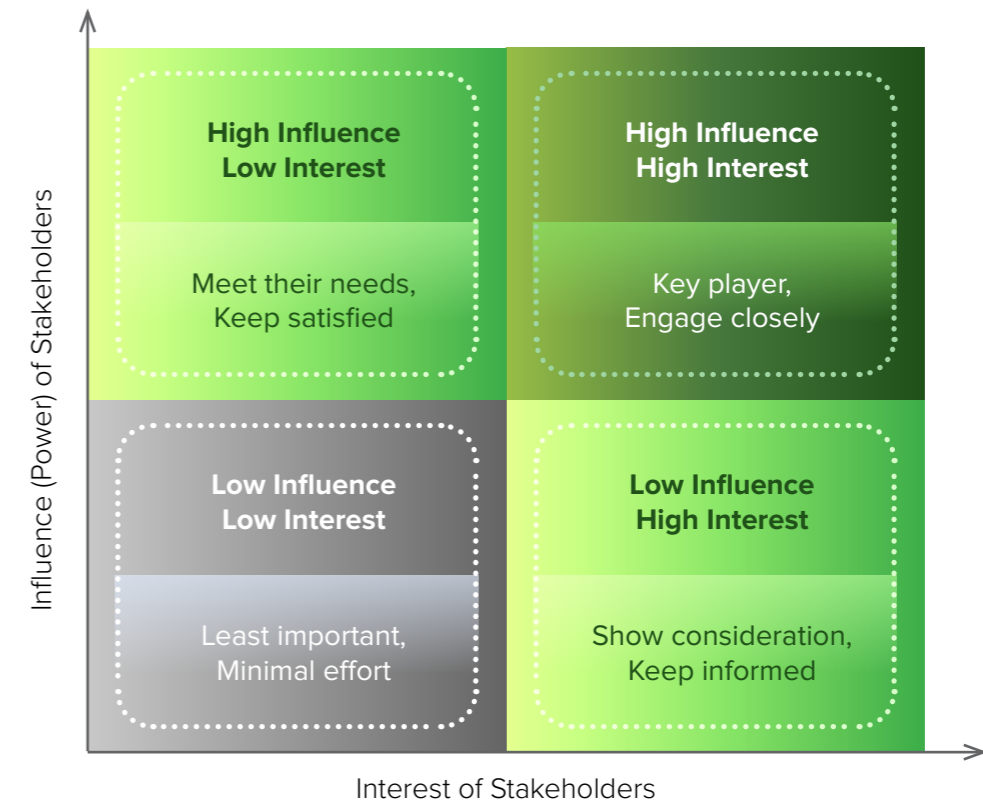 Influence (Power) of Stakeholders
High Influence
Low Interest
Meet their needs,
Keep satisfied
High Influence
High Interest
Key player,
Engage closely
Low Influence
Low Interest
Least important,
Minimal effort
Low Influence
High Interest
Show consideration,
Keep informed
Interest of Stakeholders